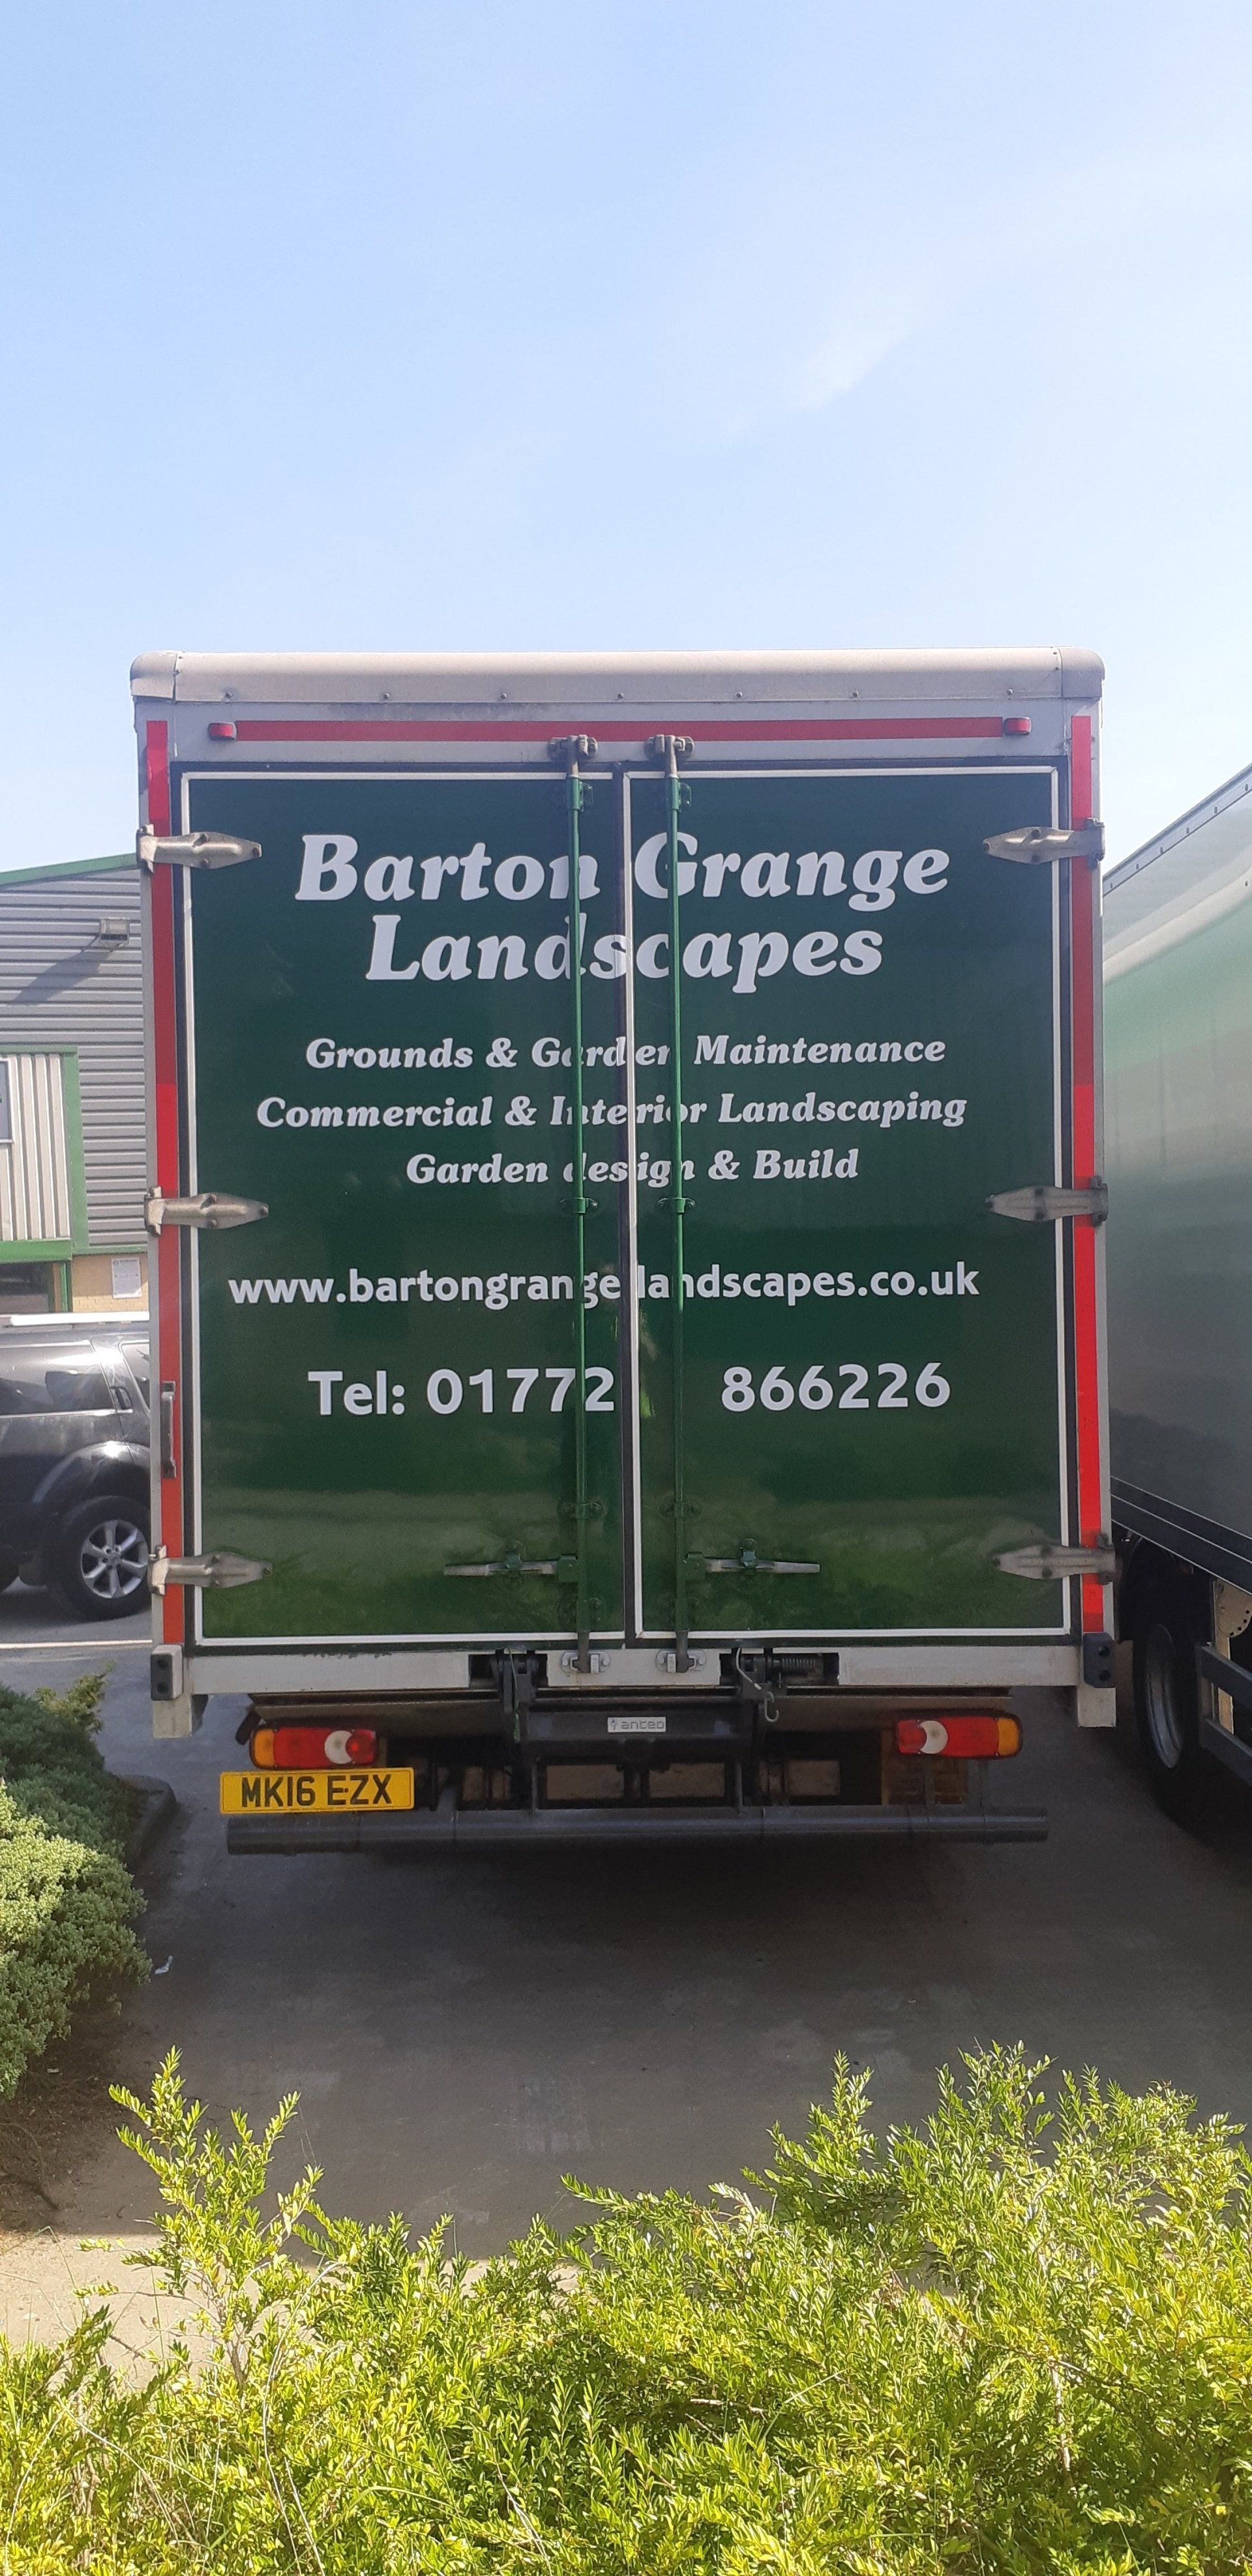 Barton Grange
Landscapes
Grounds & Garden Maintenance
Commercial & Interior Landscaping
Garden design & Build
www.bartongrangelandscapes.co.uk
Tel: 01772 866226
anteo
MK16 EZX